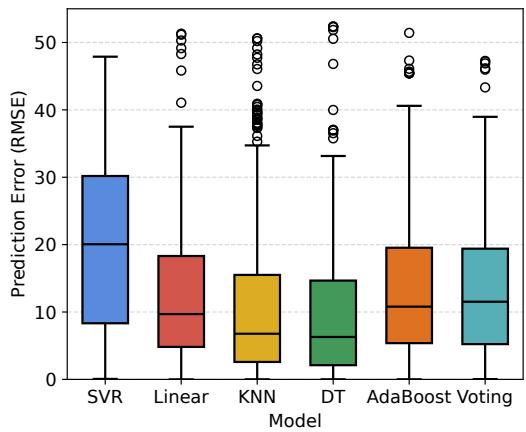 Prediction Error (RMSE)
50
40
30
20
10
0
SVR Linear KNN DT AdaBoost Voting
Model